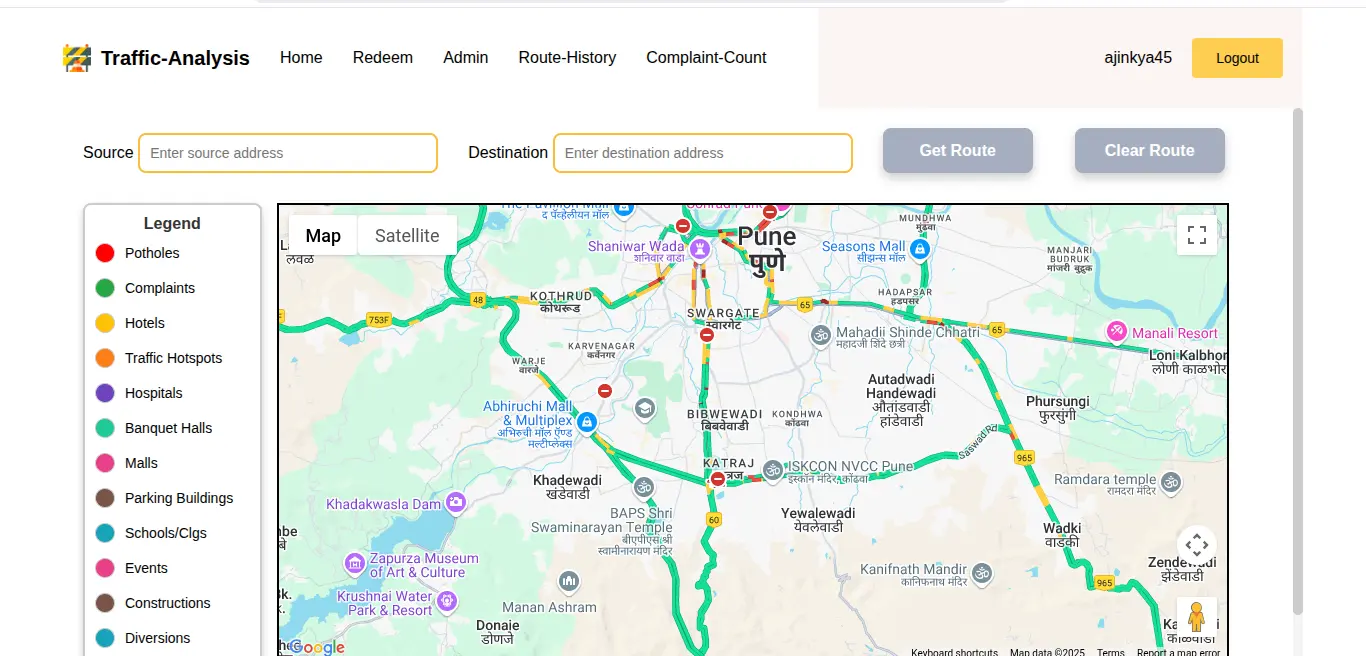 Traffic-Analysis
Home
Redeem
Admin
Route-History
Complaint-Count
ajinkya45
Logout
Source
Enter source address
Destination
Enter destination address
Get Route
Clear Route
Legend
Potholes
Complaints
Hotels
Traffic Hotspots
Hospitals
Banquet Halls
Malls
Parking Buildings
Schools/Clgs
Events
Constructions
Diversions
Map
Satellite
द पॅव्हेलीयन मॉल
Shaniwar Wada
शनिवार वाडा
Pune
पुणे
Seasons Mall
सीझन्स मॉल
MUNDHWA
मुंढवा
MANJARI
BUDRUK
मांजरी बुद्रुक
लवळ
48
KOTHRUD
कोथरूड
753F
HADAPSAR
हडपसर
65
SWARGATE
स्वारगेट
Mahadji Shinde Chhatri
महादजी शिंदे छत्री
65
Manali Resort
KARVENAGAR
कर्वेनगर
WARJE
वारजे
Loni Kalbhor
लोणी काळभोर
Autadwadi
Handewadi
औताडवाडी
हांडेवाडी
Phursungi
फुरसुंगी
Abhiruchi Mall
& Multiplex
अभिरुची मॉल ऍण्ड
मल्टीप्लेक्स
BIBWEWADI
बिबवेवाडी
KONDHWA
कोंढवा
Saswad Rd
965
KATRAJ
ISKCON NVCC Pune
इस्कॉन मंदिर, कोंढवा
Khadewadi
खडेवाडी
Ramdara temple
रामदरा मंदिर
Khadakwasla Dam
BAPS Shri
Swaminarayan Temple
बीएपीएस श्री
स्वामीनारायण मंदिर
60
Yewalewadi
येवलेवाडी
Wadki
वाडकी
Zapurza Museum
of Art & Culture
Kanifnath Mandir
कानिफनाथ मंदिर
Zendewadi
झेंडेवाडी
965
Krushnai Water
Park & Resort
Manan Ashram
Donaje
डोणजे
काळेवाडी
Google
Keyboard shortcuts
Map data ©2025
Terms
Report a map error